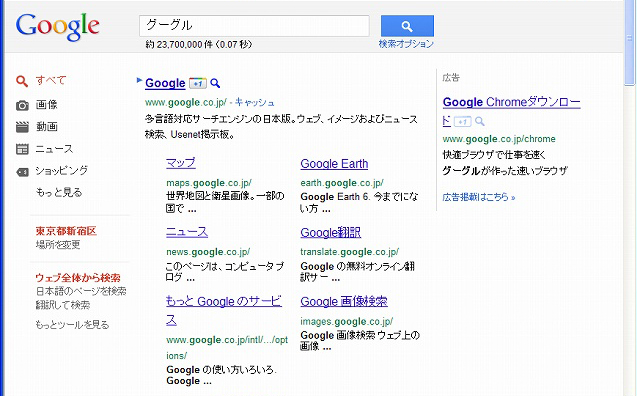 Google
グーグル
約 23,700,000 件 (0.07 秒)
検索オプション
すべて
画像
動画
ニュース
ショッピング
もっと見る
東京都新宿区
場所を変更
ウェブ全体から検索
日本語のページを検索
翻訳して検索
もっとツールを見る
Google +1
www.google.co.jp/ - キャッシュ
多言語対応サーチエンジンの日本版。ウェブ、イメージおよびニュース
検索、Usenet掲示板。
マップ
maps.google.co.jp/
世界地図と衛星画像。一部の
国で ...
Google Earth
earth.google.co.jp/
Google Earth 6. 今までにな
い方 ...
ニュース
news.google.co.jp/
このページは、コンピュータプ
ログ ...
Google翻訳
translate.google.co.jp/
Google の無料オンライン翻
訳サー ...
もっと Google のサービ
ス
www.google.co.jp/intl/.../opt
ions/
Google の使い方いろいろ.
Google ...
Google 画像検索
images.google.co.jp/
Google 画像検索 ウェブ上の
画像 ...
広告
Google Chromeダウンロー
ド +1
www.google.co.jp/chrome
快適ブラウザで仕事を速く
グーグルが作った速いブラウザ
広告掲載はこちら »